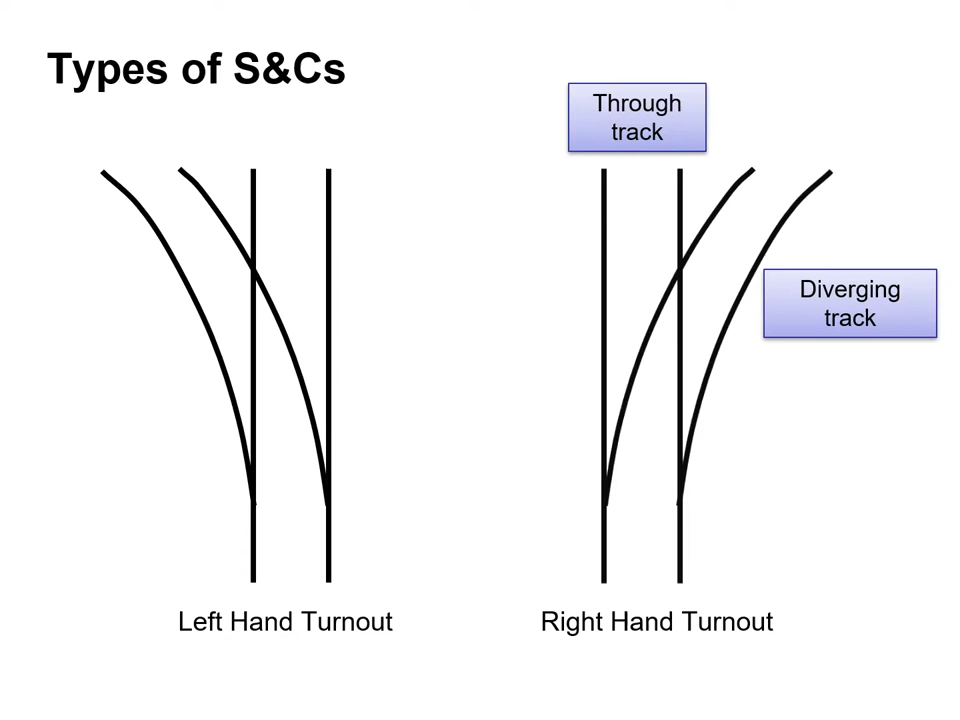 Types of S&Cs
Through
track
Diverging
track
Left Hand Turnout
Right Hand Turnout